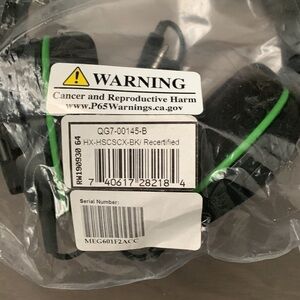 WARNING
Cancer and Reproductive Harm
www.P65Warnings.ca.gov
QG7-00145-B
HX-HSCSCX-BK/ Recertified
RW190930 64
7 40617 28218 4
Serial Number:
MEG601F2ACC